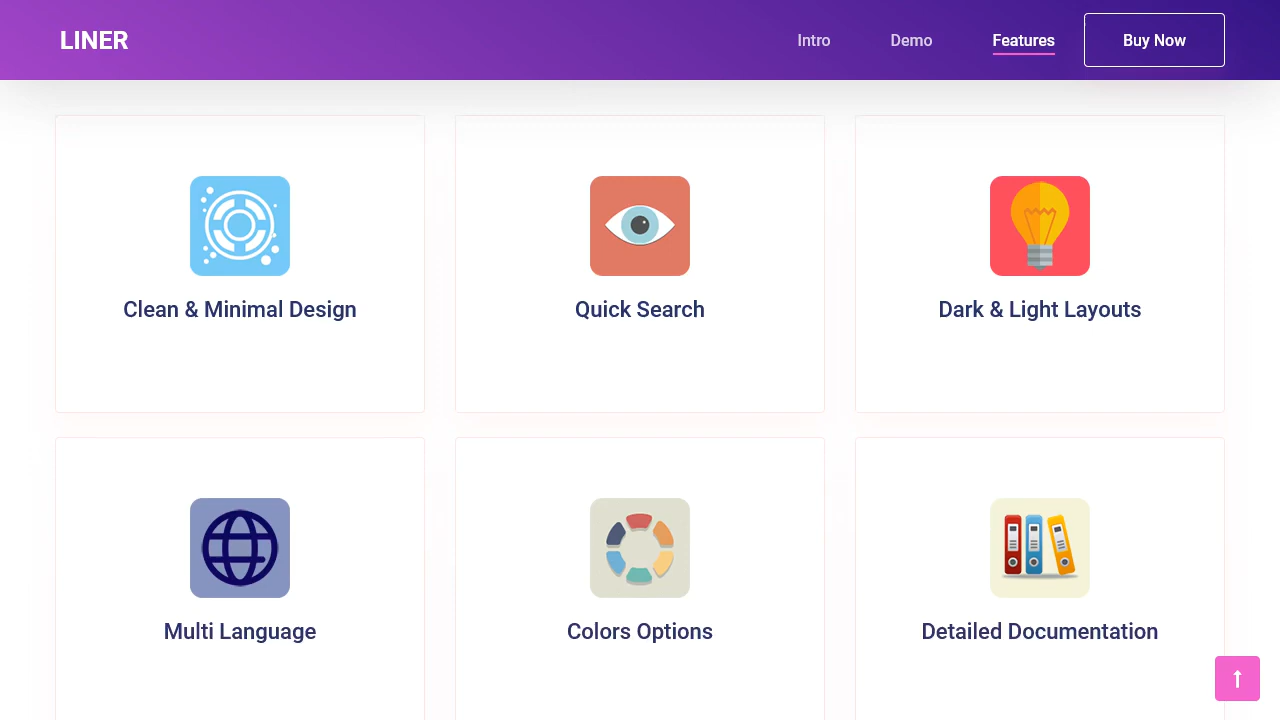 LINER
Intro
Demo
Features
Buy Now
Clean & Minimal Design
Quick Search
Dark & Light Layouts
Multi Language
Colors Options
Detailed Documentation